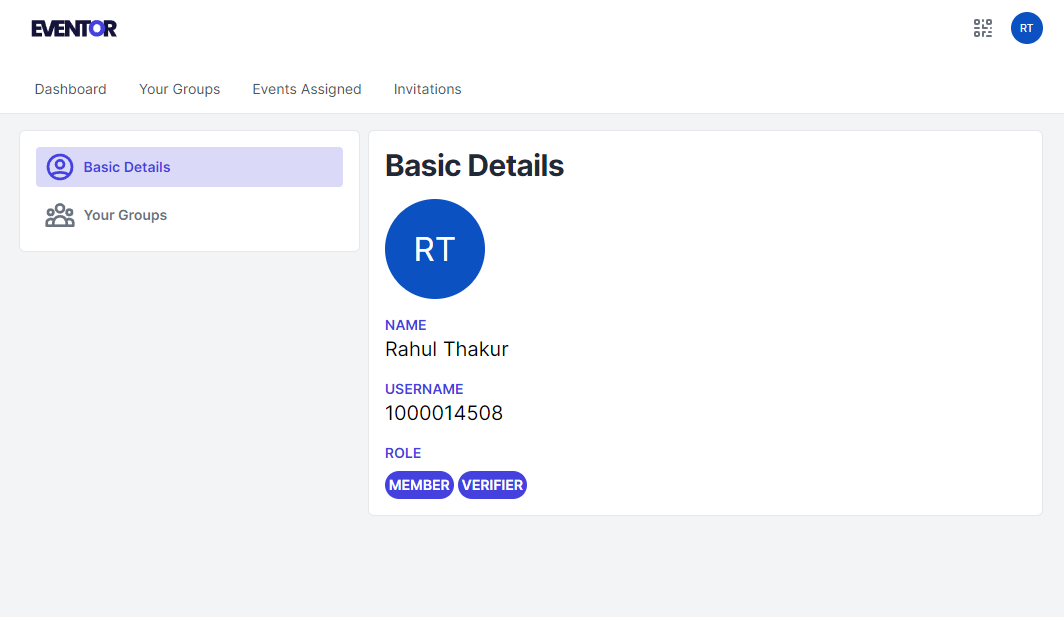 EVENTOR
RT
Dashboard Your Groups Events Assigned Invitations
Basic Details
Your Groups
Basic Details
RT
NAME
Rahul Thakur
USERNAME
1000014508
ROLE
MEMBER VERIFIER